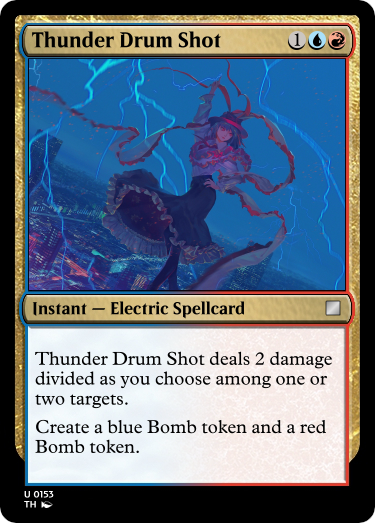 Thunder Drum Shot 1
Instant — Electric Spellcard
Thunder Drum Shot deals 2 damage
divided as you choose among one or
two targets.
Create a blue Bomb token and a red
Bomb token.
U 0153
TH